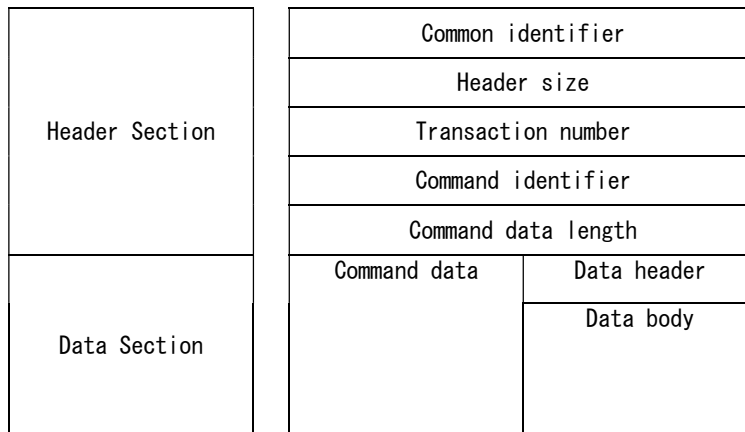 Header Section
Common identifier
Header size
Transaction number
Command identifier
Command data length
Data Section
Command data
Data header
Data body